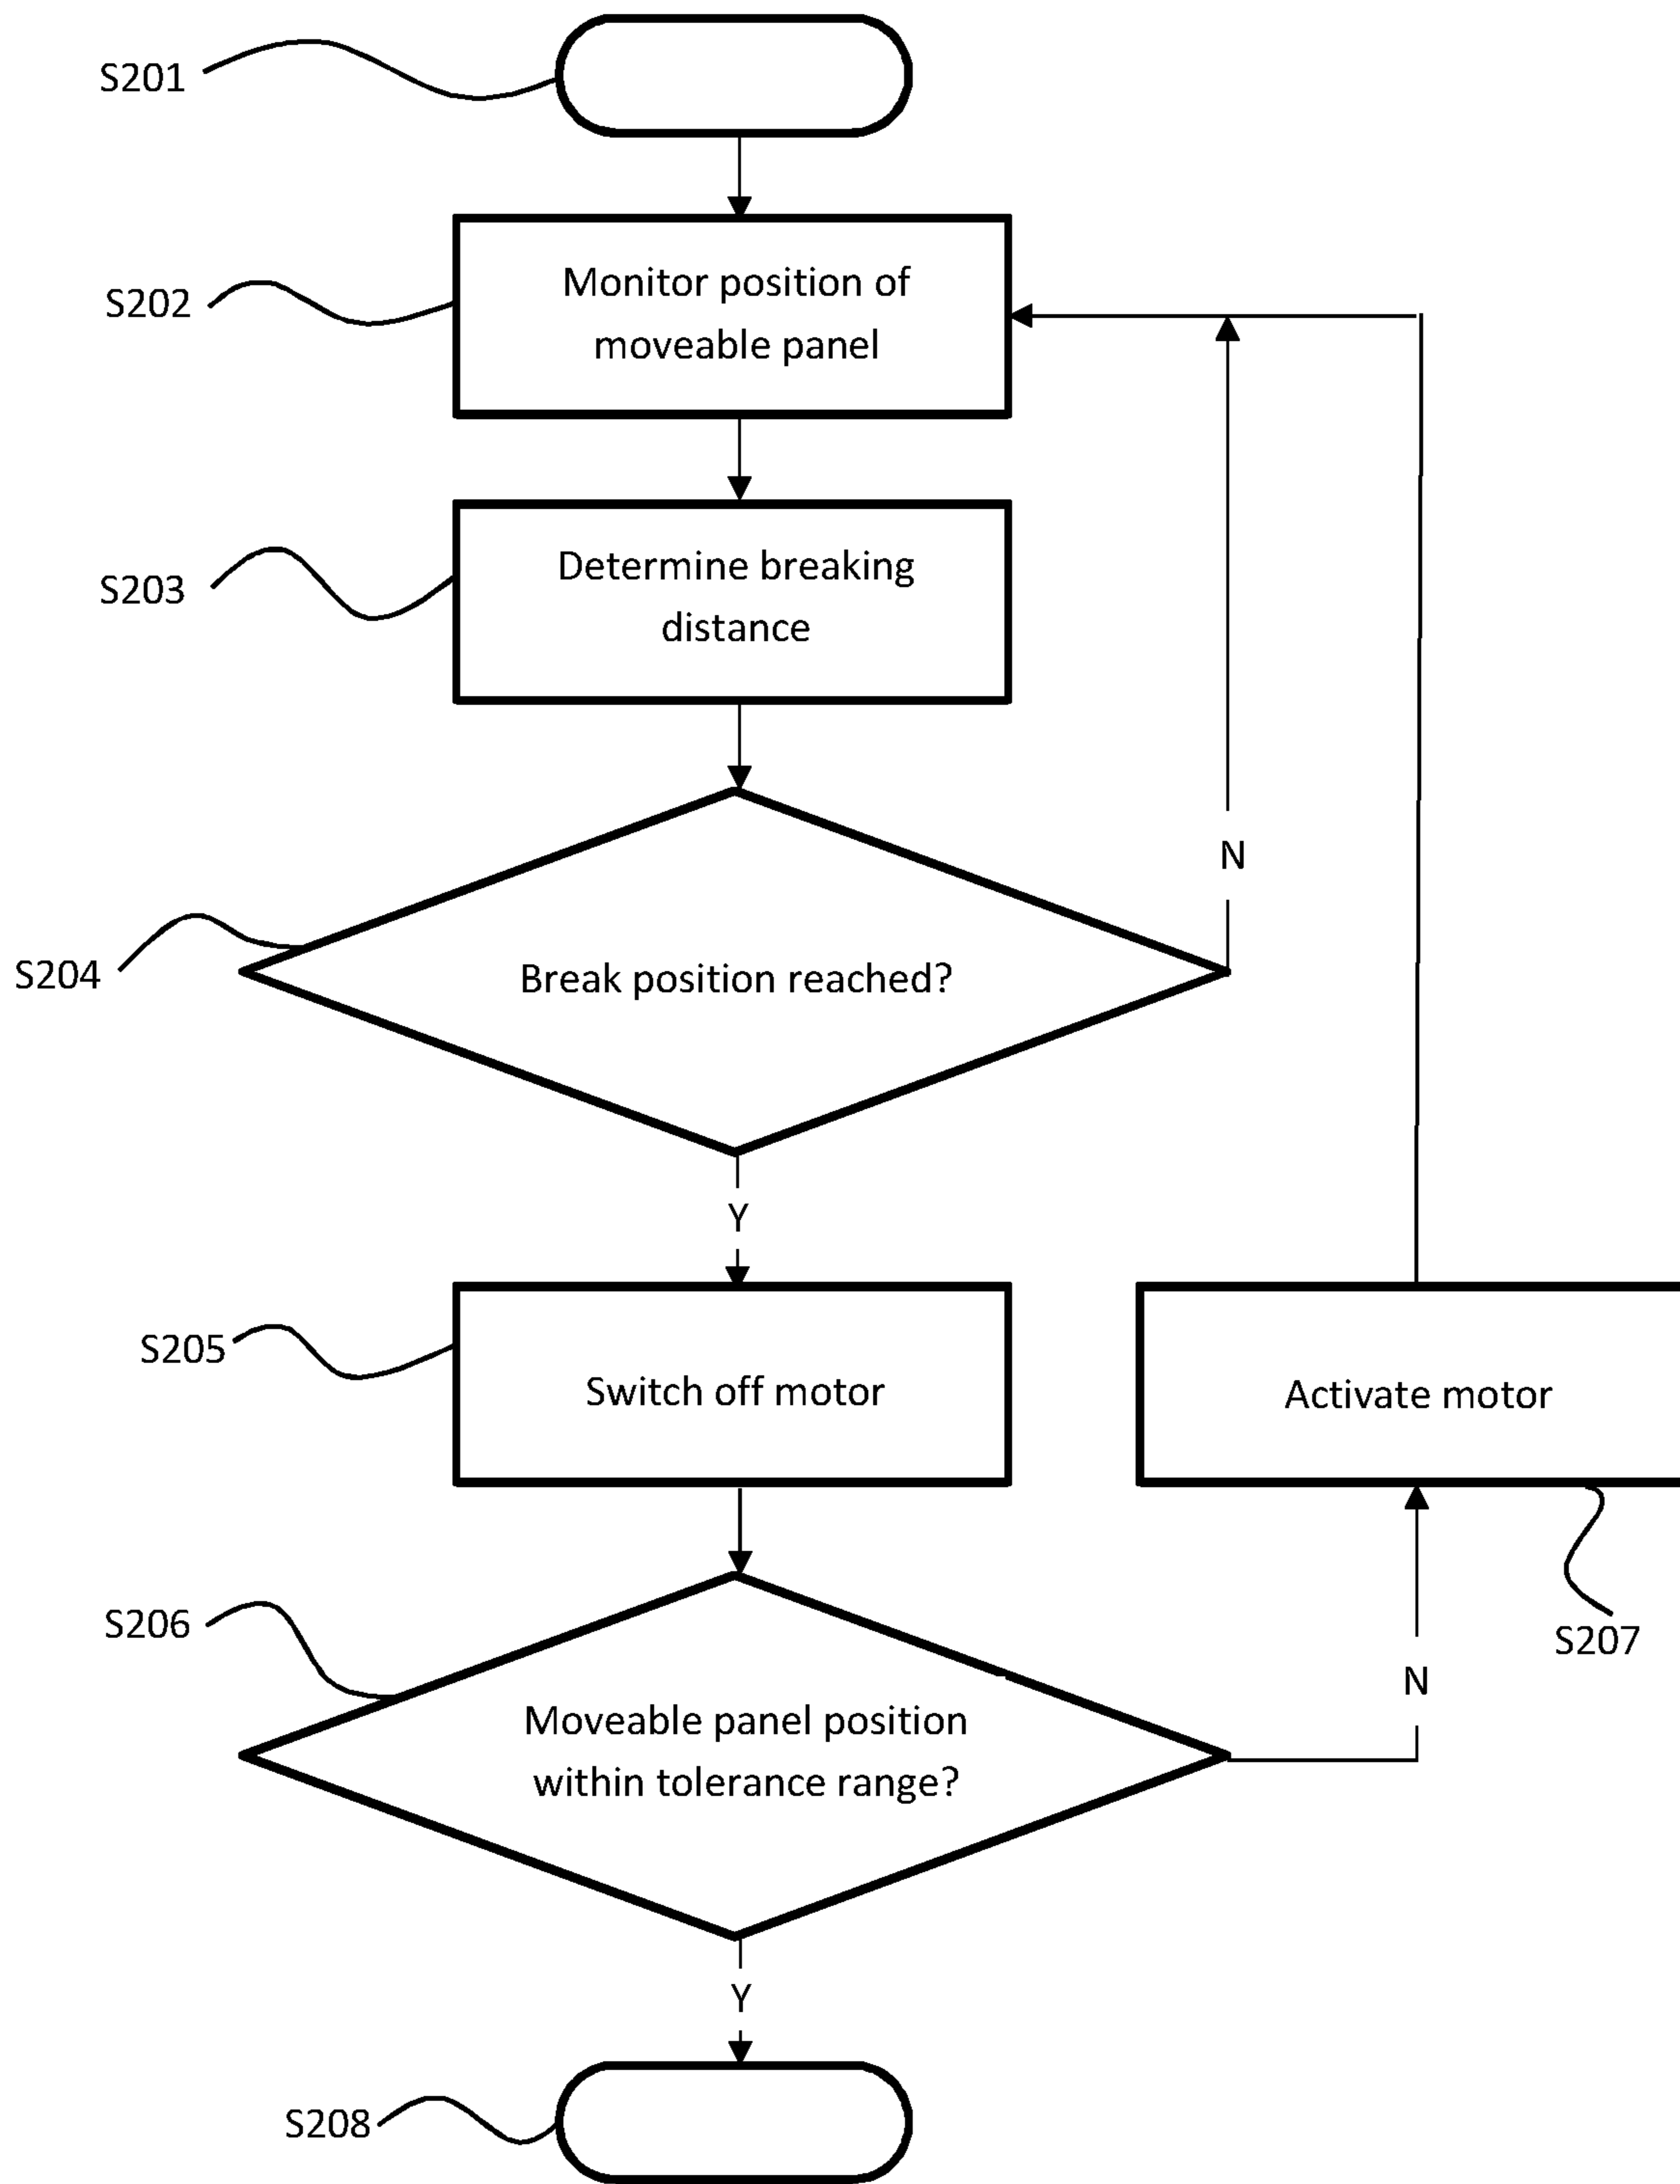 S201
S202
Monitor position of
moveable panel
S203
Determine breaking
distance
N
S204
Break position reached?
Y
S205
Switch off motor
Activate motor
S206
S207
N
Moveable panel position
within tolerance range?
Y
S208